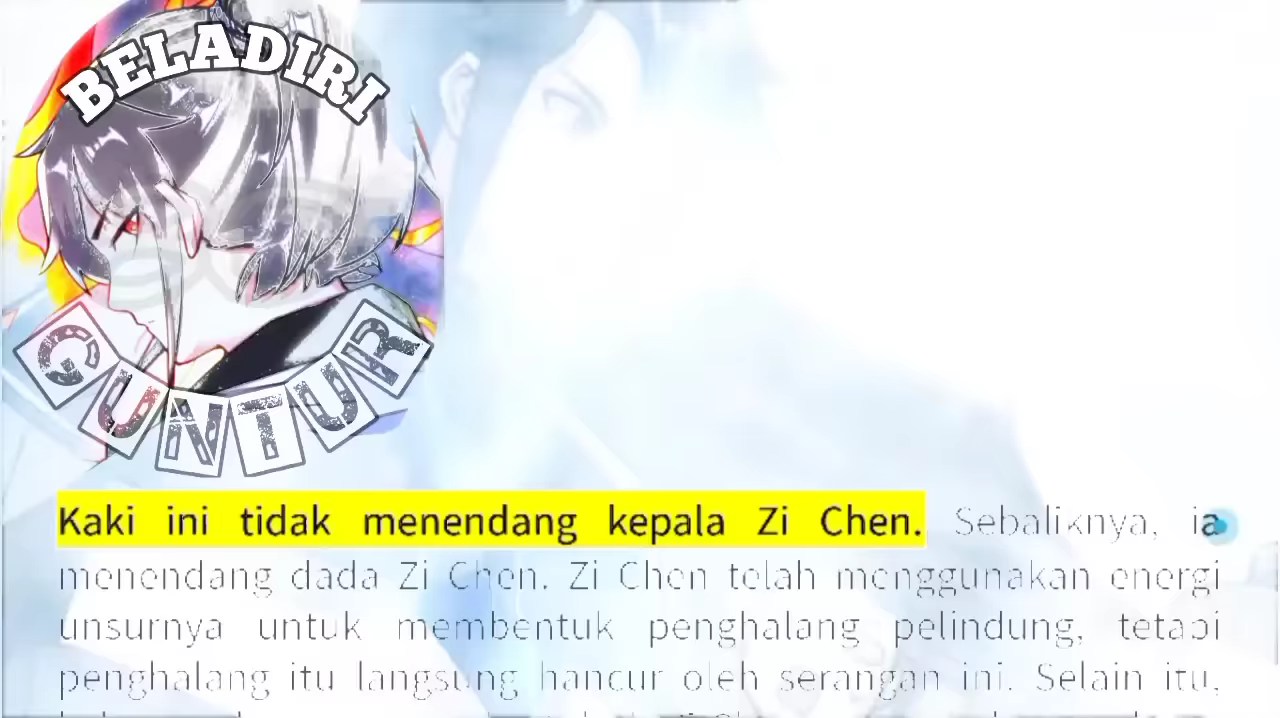 BELADIRI
GUNTUR
Kaki ini tidak menendang kepala Zi Chen. Sebaliknya, ia
menendang dada Zi Chen. Zi Chen telah menggunakan energi
unsurnya untuk membentuk penghalang pelindung, tetapi
penghalang itu langsung hancur oleh serangan ini. Selain itu,